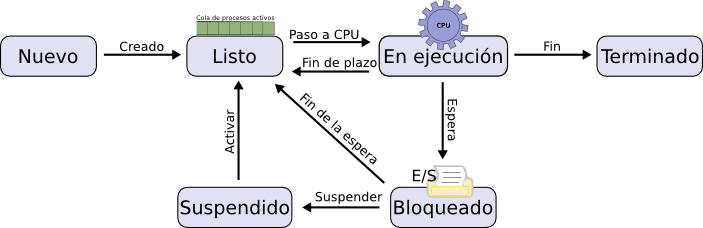 Cola de procesos activos
CPU
Nuevo
Creado
Listo
Paso a CPU
Fin de plazo
En ejecución
Fin
Terminado
Activar
Fin de la espera
Espera
E/S
Suspendido
Suspender
Bloqueado